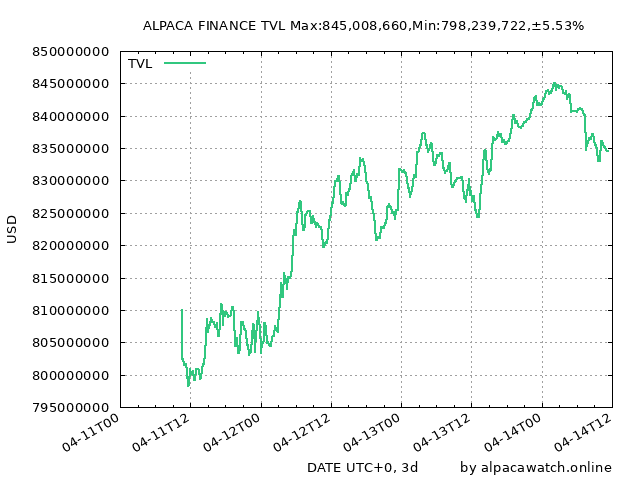 ALPACA FINANCE TVL Max:845,008,660,Min:798,239,722,±5.53%
TVL
850000000
845000000
840000000
835000000
830000000
825000000
820000000
815000000
810000000
805000000
800000000
795000000
USD
04-11T00
04-11T12
04-12T00
04-12T12
04-13T00
04-13T12
04-14T00
04-14T12
DATE UTC+0, 3d
by alpacawatch.online